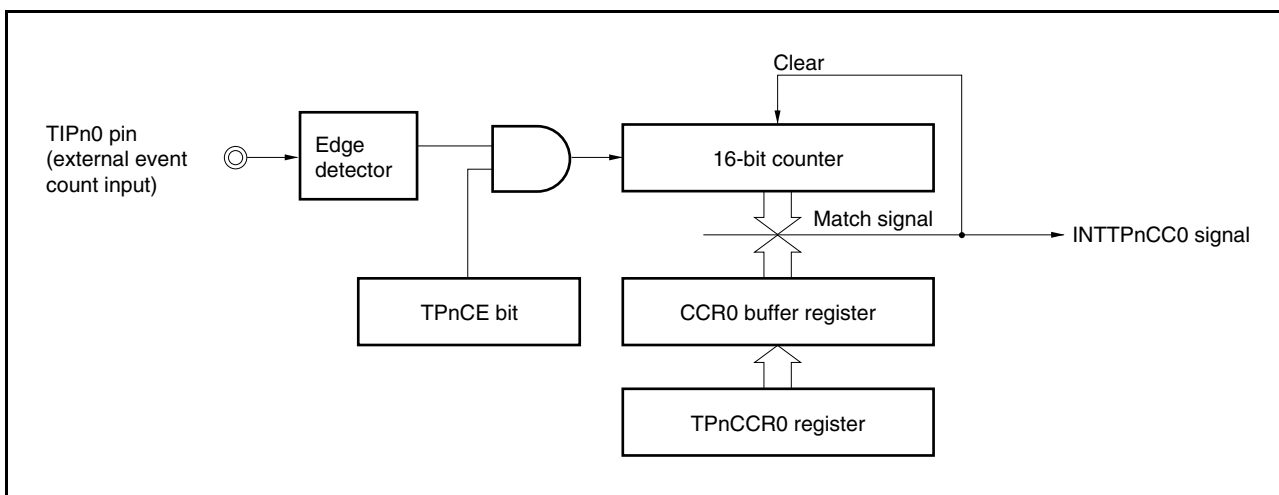 Clear
TIPn0 pin
(external event
count input)
Edge
detector
16-bit counter
Match signal
INTTPnCC0 signal
TPnCE bit
CCR0 buffer register
TPnCCR0 register